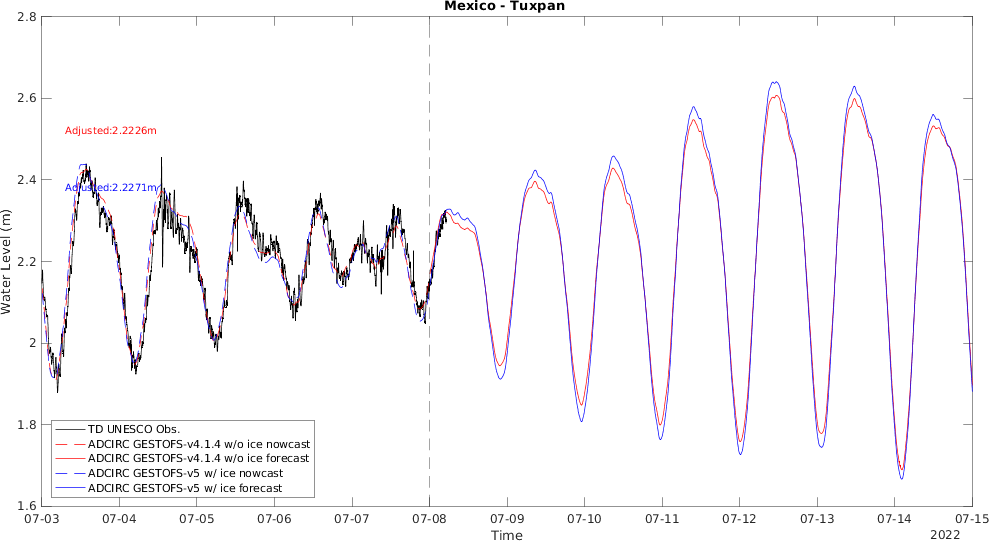 Mexico - Tuxpan
2.8
2.6
2.4
2.2
2
1.8
1.6
Water Level (m)
Adjusted:2.2226m
Adjusted:2.2271m
TD UNESCO Obs.
ADCIRC GESTOFS-v4.1.4 w/o ice nowcast
ADCIRC GESTOFS-v4.1.4 w/o ice forecast
ADCIRC GESTOFS-v5 w/ ice nowcast
ADCIRC GESTOFS-v5 w/ ice forecast
07-03 07-04 07-05 07-06 07-07 07-08 07-09 07-10 07-11 07-12 07-13 07-14 07-15
Time
2022